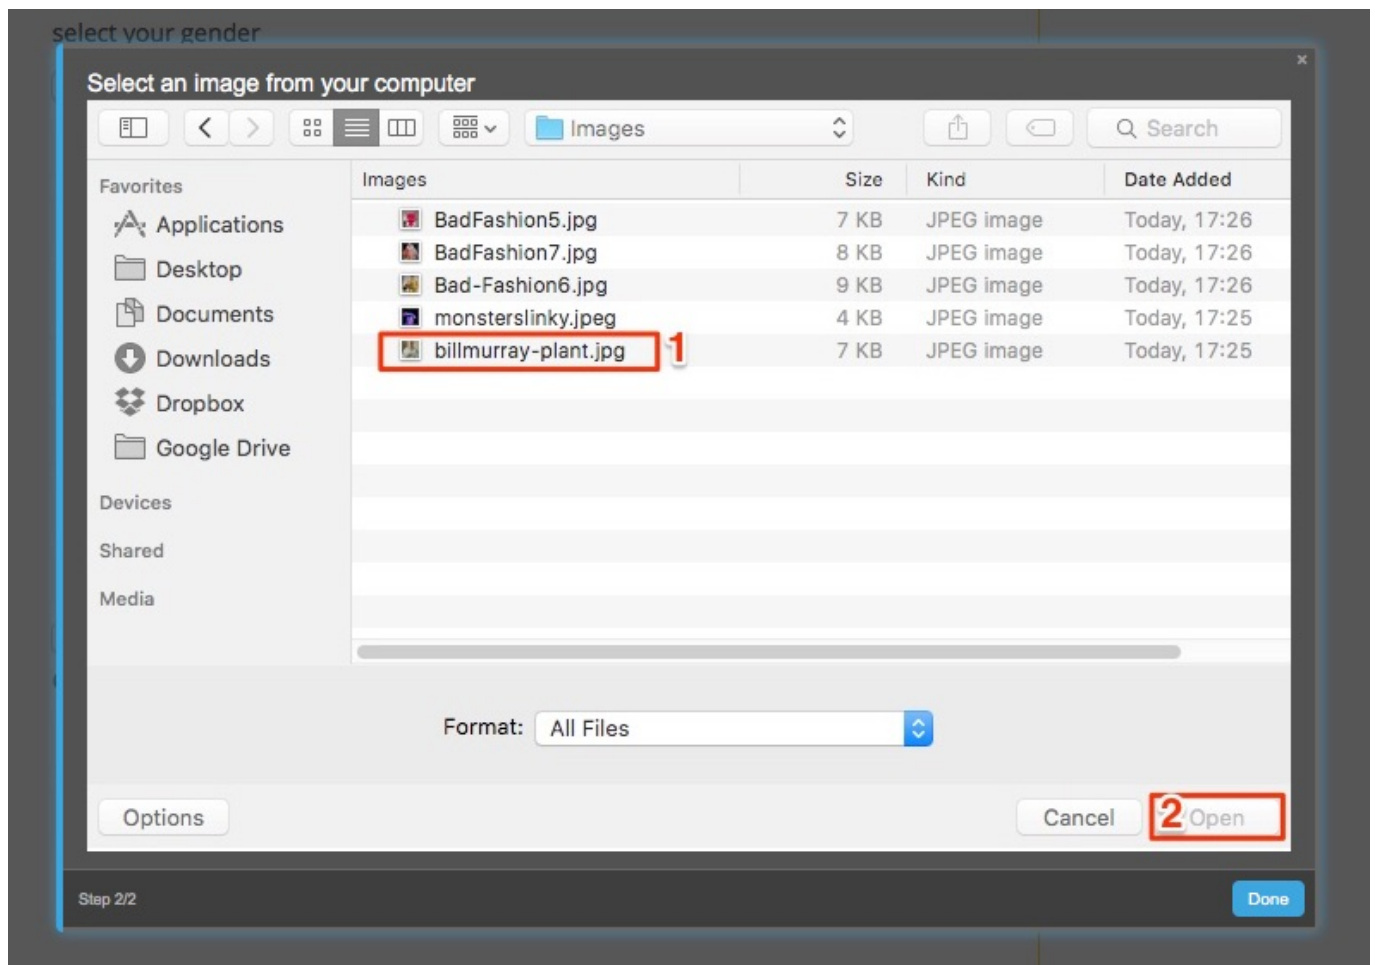 select your gender
×
Select an image from your computer
Images
Search
Favorites
Applications
Desktop
Documents
Downloads
Dropbox
Google Drive
Devices
Shared
Media
Images Size Kind Date Added
BadFashion5.jpg 7 KB JPEG image Today, 17:26
BadFashion7.jpg 8 KB JPEG image Today, 17:26
Bad-Fashion6.jpg 9 KB JPEG image Today, 17:26
monsterslinky.jpeg 4 KB JPEG image Today, 17:25
billmurray-plant.jpg 1 7 KB JPEG image Today, 17:25
Format: All Files
Options Cancel 2 Open
Step 2/2 Done